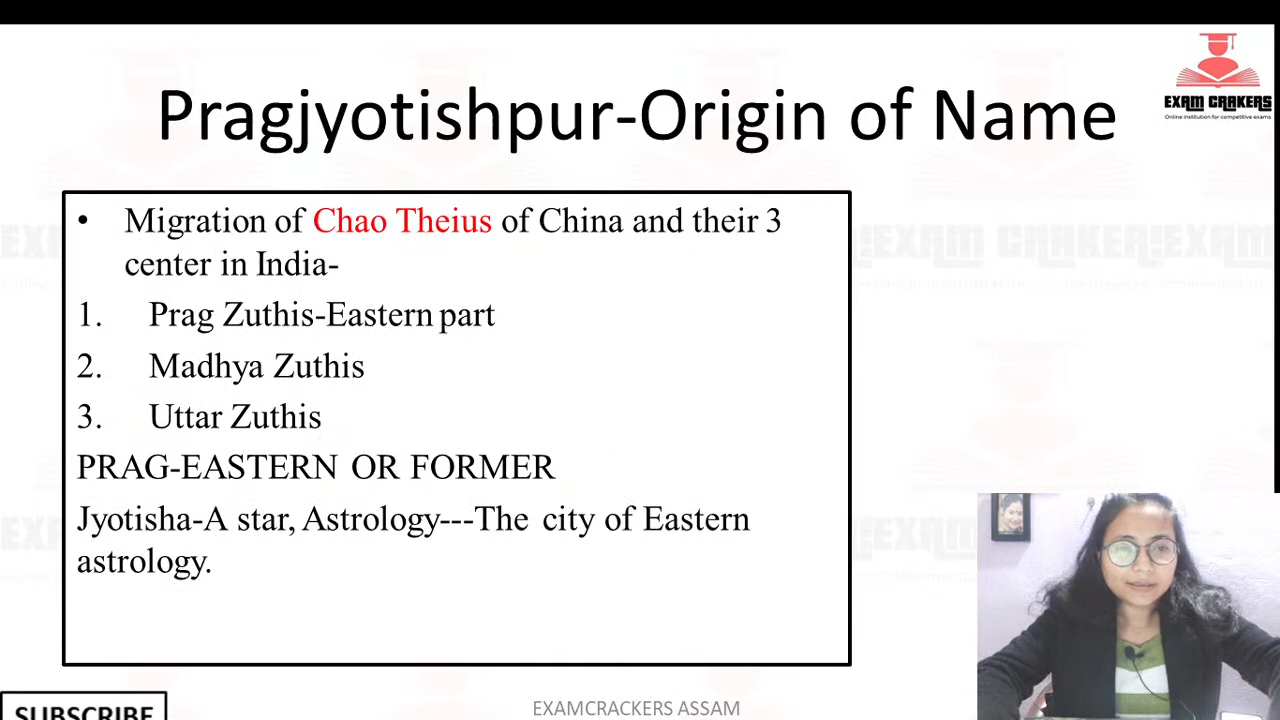 EXAM CRAKERS
Online institution for competitive exams
Pragjyotishpur-Origin of Name
• Migration of Chao Theius of China and their 3
center in India-
1. Prag Zuthis-Eastern part
2. Madhya Zuthis
3. Uttar Zuthis
PRAG-EASTERN OR FORMER
Jyotisha-A star, Astrology---The city of Eastern
astrology.
SUBSCRIBE
EXAMCRACKERS ASSAM